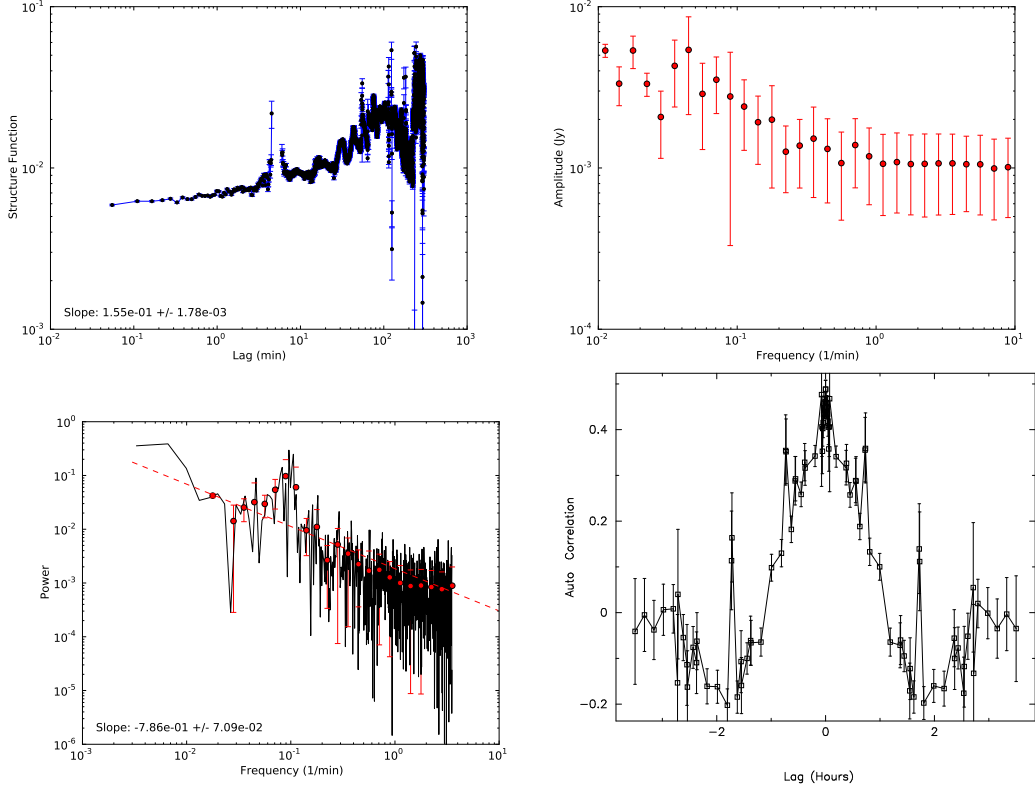 10^-1
10^-2
10^-3
Structure Function
Slope: 1.55e-01 +/- 1.78e-03
10^-2 10^-1 10^0 10^1 10^2 10^3
Lag (min)
10^-2
10^-3
10^-4
Amplitude (Jy)
10^-2 10^-1 10^0 10^1
Frequency (1/min)
10^0
10^-1
10^-2
10^-3
10^-4
10^-5
10^-6
Power
Slope: -7.86e-01 +/- 7.09e-02
10^-3 10^-2 10^-1 10^0 10^1
Frequency (1/min)
0.4
0.2
0
−0.2
Auto Correlation
−2 0 2
Lag (Hours)